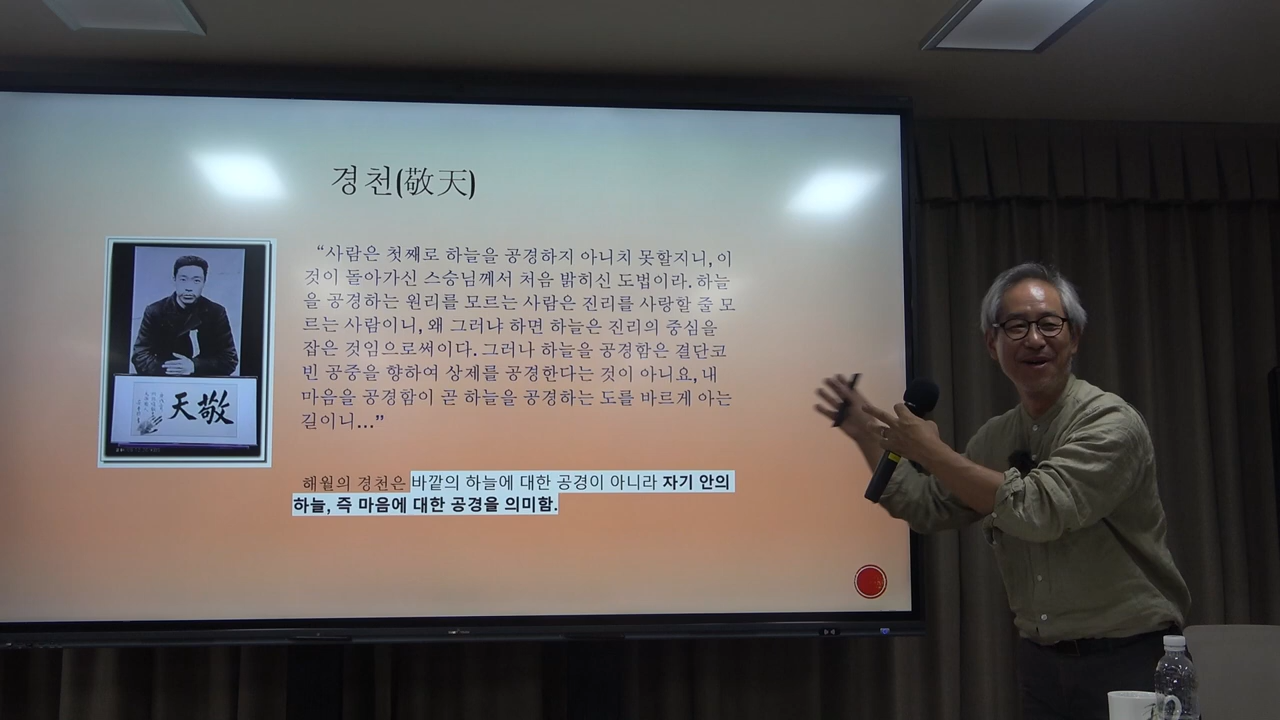 경천(敬天)
“사람은 첫째로 하늘을 공경하지 아니치 못할지니, 이
것이 돌아가신 스승님께서 처음 밝히신 도법이라. 하늘
을 공경하는 원리를 모르는 사람은 진리를 사랑할 줄 모
르는 사람이니, 왜 그러냐 하면 하늘은 진리의 중심을
잡은 것임으로써이다. 그러나 하늘을 공경함은 결단코
빈 공중을 향하여 상제를 공경한다는 것이 아니요, 내
마음을 공경함이 곧 하늘을 공경하는 도를 바르게 아는
길이니...”
天敬
해월의 경천은 바깥의 하늘에 대한 공경이 아니라 자기 안의
하늘, 즉 마음에 대한 공경을 의미함.